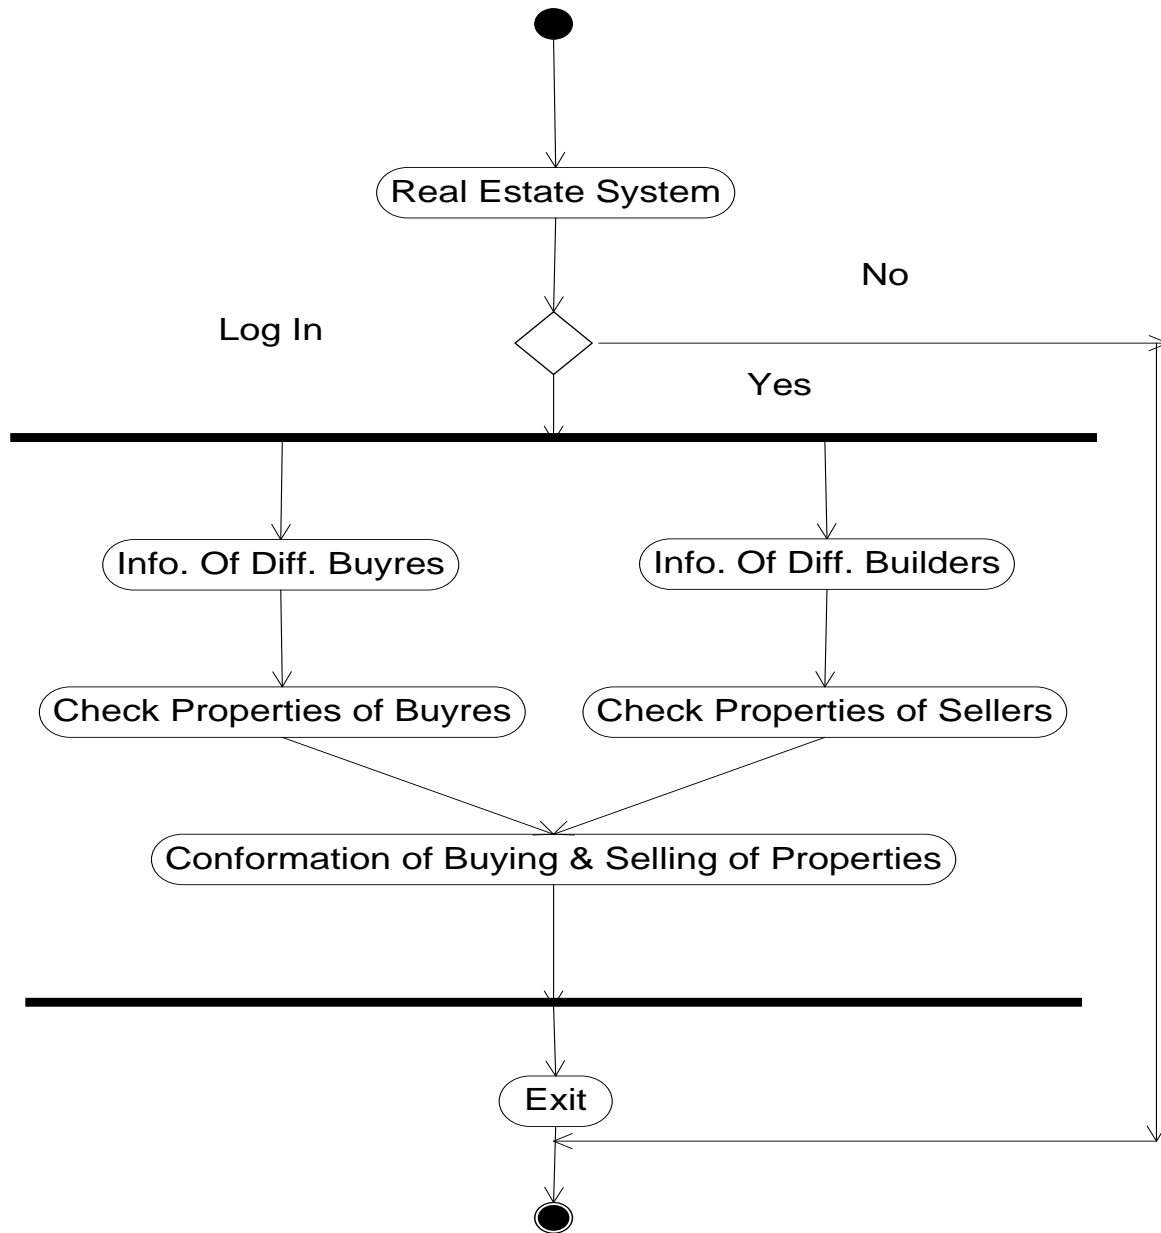 Real Estate System
No
Log In
Yes
Info. Of Diff. Buyres
Info. Of Diff. Builders
Check Properties of Buyres
Check Properties of Sellers
Conformation of Buying & Selling of Properties
Exit